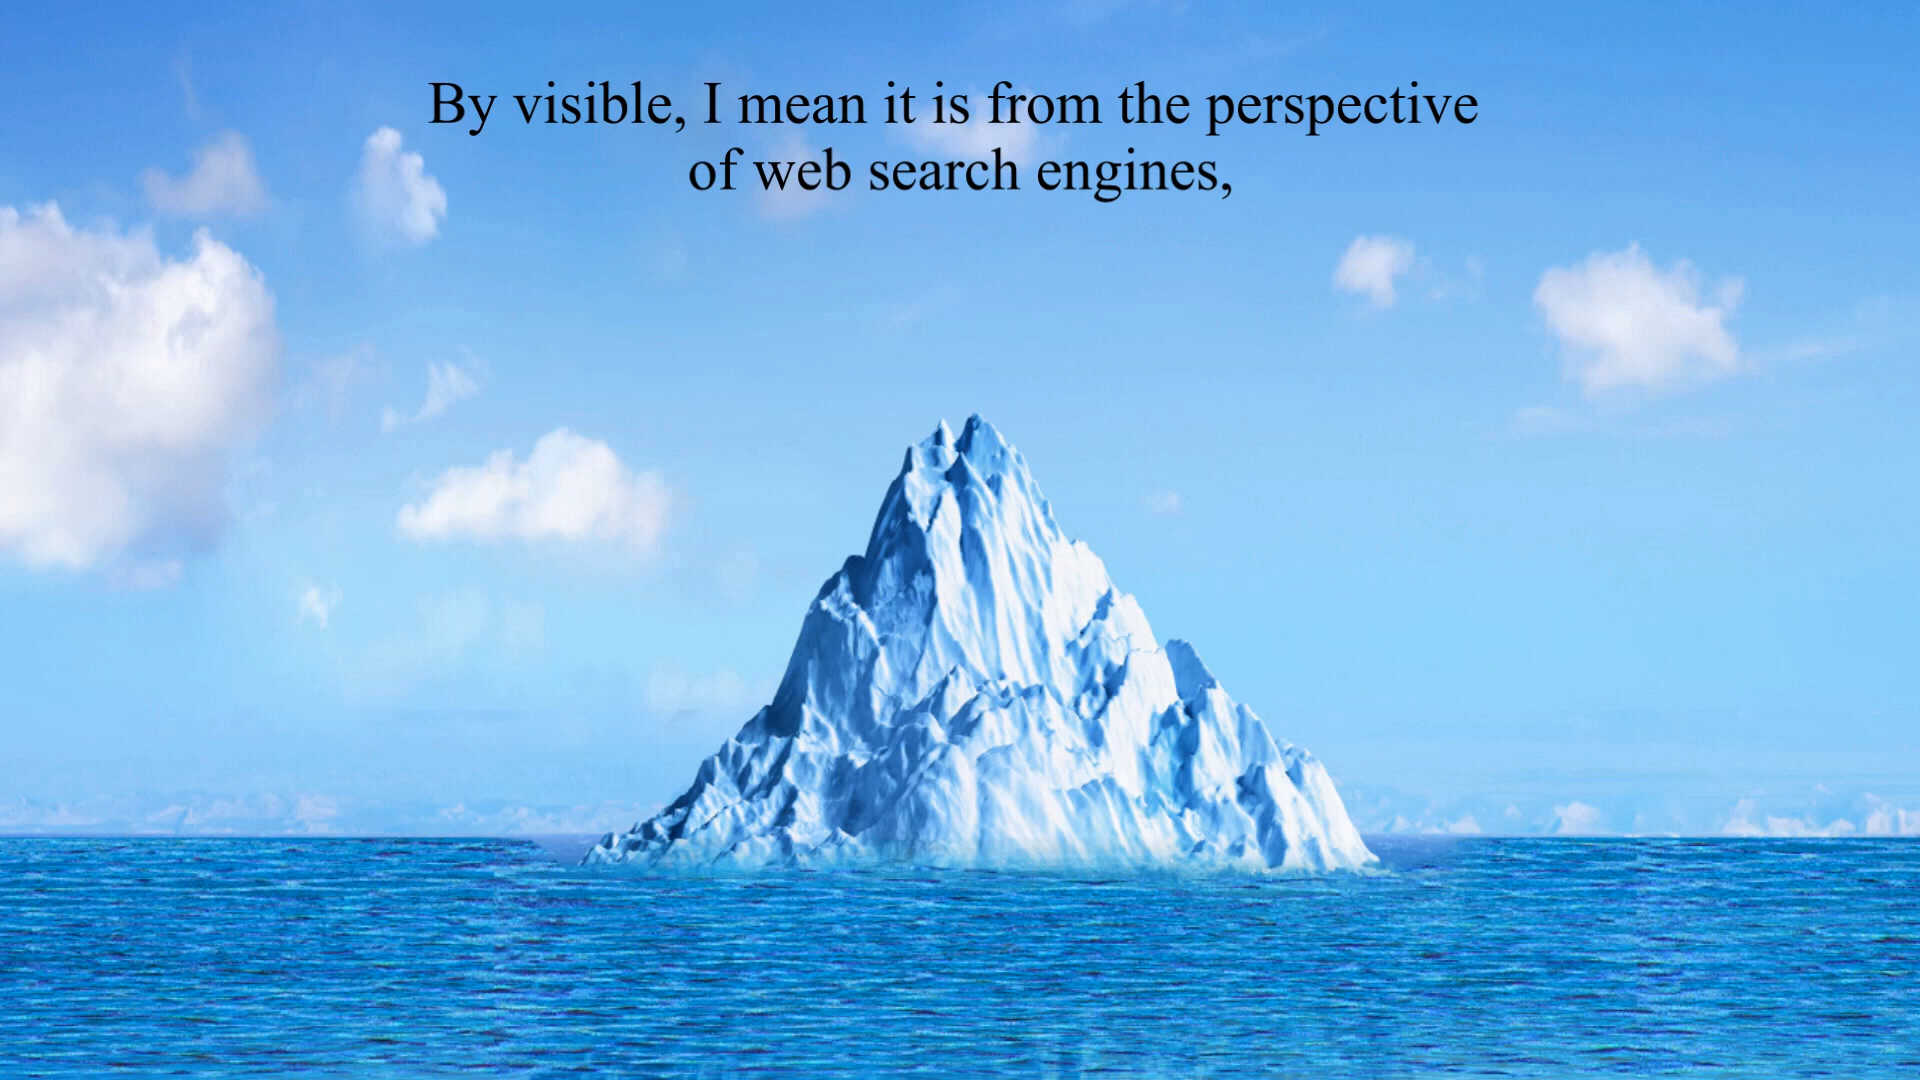 By visible, I mean it is from the perspective
of web search engines,